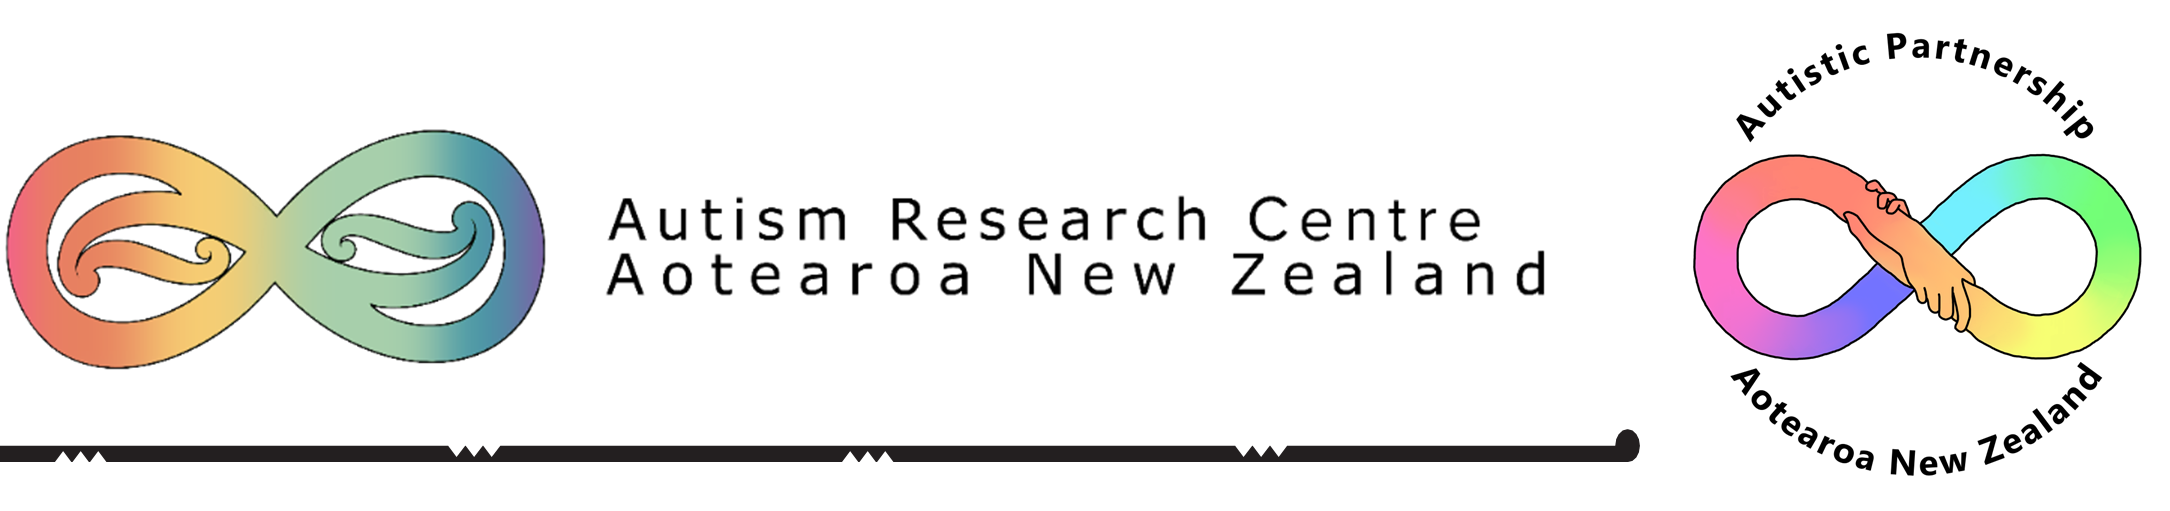 Autism Research Centre
Aotearoa New Zealand
Autistic Partnership
Aotearoa New Zealand